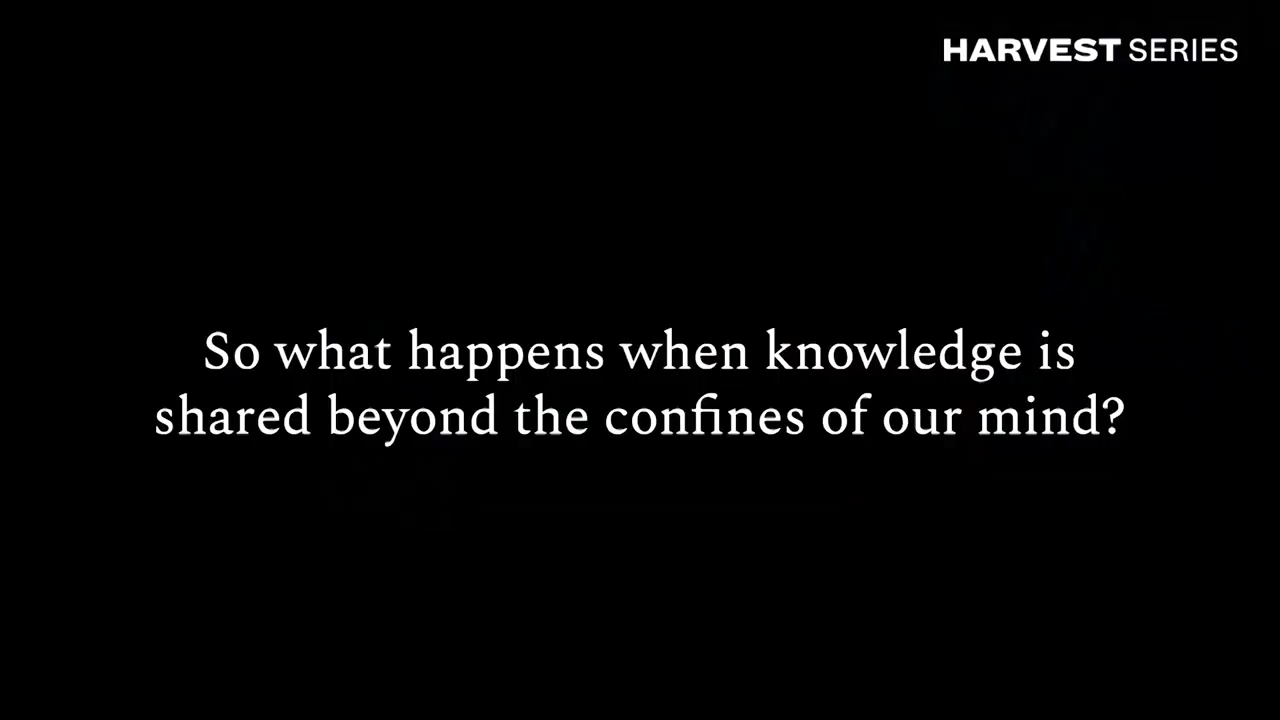 HARVEST SERIES
So what happens when knowledge is
shared beyond the confines of our mind?